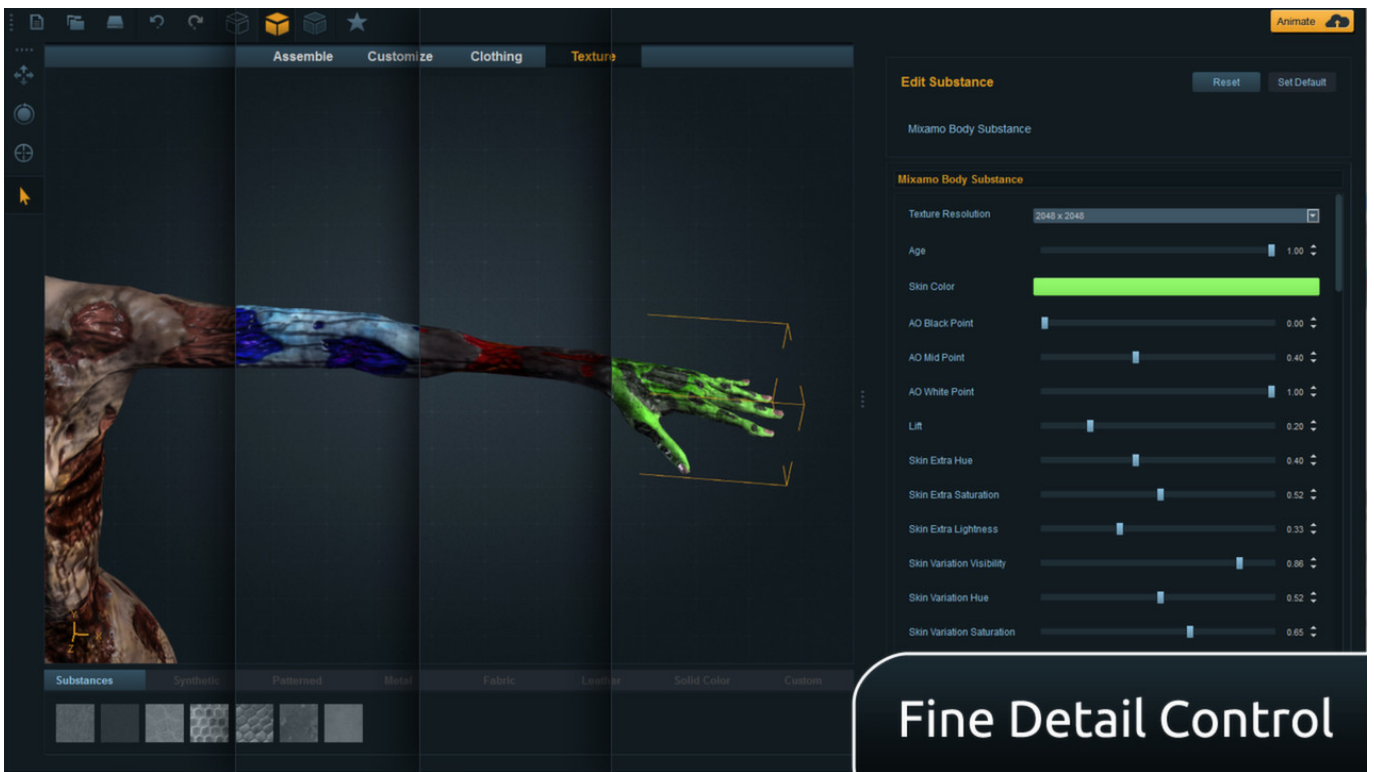 Animate
Assemble Customize Clothing Texture
Edit Substance Reset Set Default
Mixamo Body Substance
Mixamo Body Substance
Texture Resolution 2048 x 2048
Age 1.00
Skin Color
AO Black Point 0.00
AO Mid Point 0.40
AO White Point 1.00
Lift 0.20
Skin Extra Hue 0.40
Skin Extra Saturation 0.52
Skin Extra Lightness 0.33
Skin Variation Visibility 0.86
Skin Variation Hue 0.52
Skin Variation Saturation 0.65
Substances Synthetic Patterned Metal Fabric Leather Solid Color Custom
Fine Detail Control